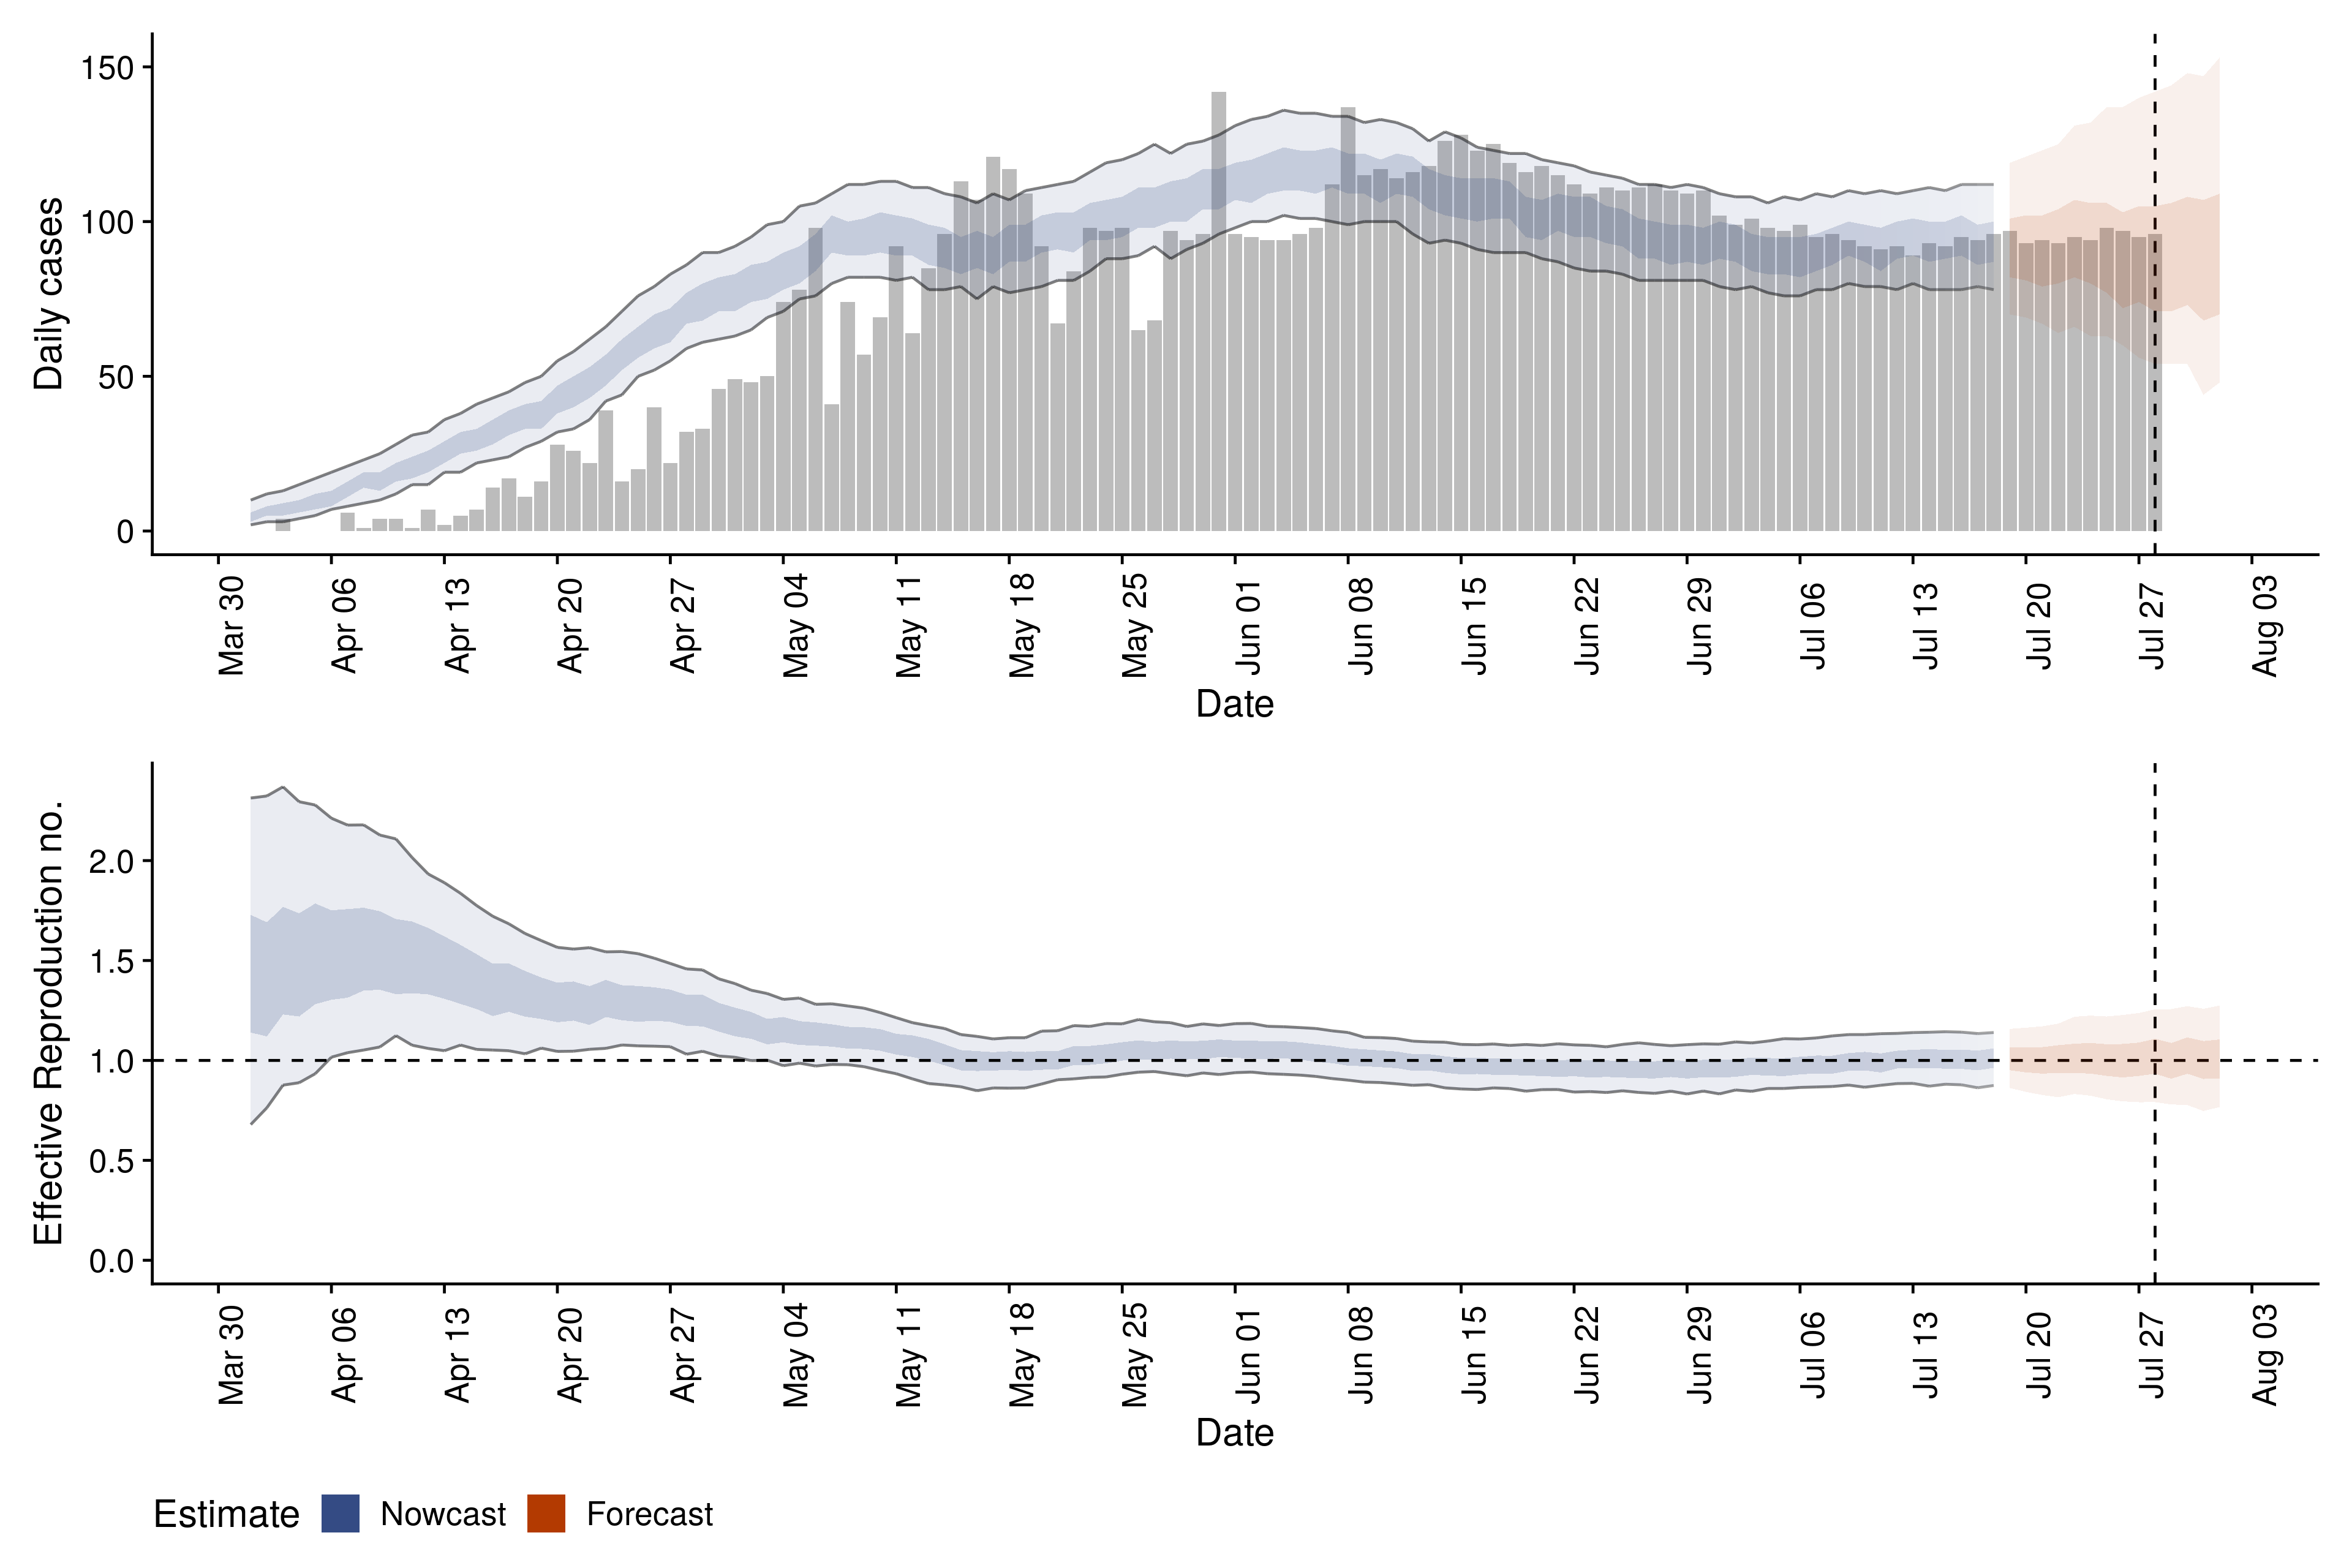 Daily cases
150
100
50
0
Mar 30 Apr 06 Apr 13 Apr 20 Apr 27 May 04 May 11 May 18 May 25 Jun 01 Jun 08 Jun 15 Jun 22 Jun 29 Jul 06 Jul 13 Jul 20 Jul 27 Aug 03
Date
Effective Reproduction no.
2.0
1.5
1.0
0.5
0.0
Mar 30 Apr 06 Apr 13 Apr 20 Apr 27 May 04 May 11 May 18 May 25 Jun 01 Jun 08 Jun 15 Jun 22 Jun 29 Jul 06 Jul 13 Jul 20 Jul 27 Aug 03
Date
Estimate Nowcast Forecast